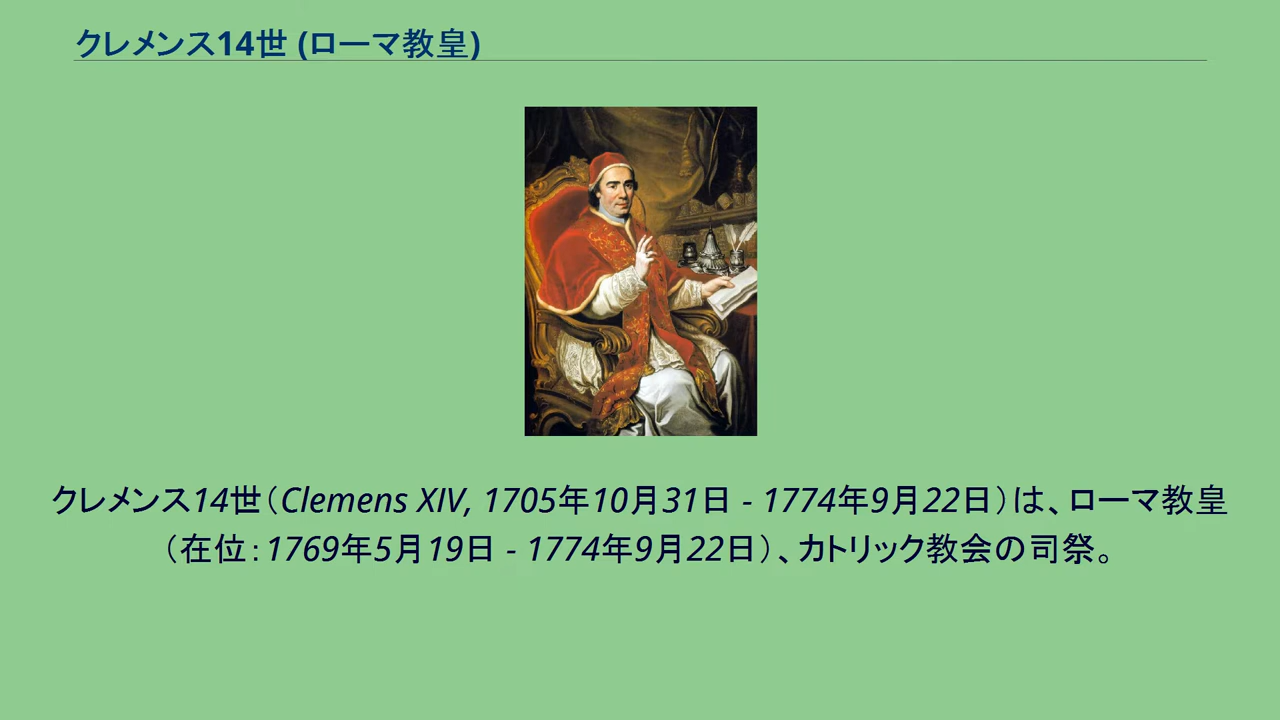 クレメンス14世 (ローマ教皇)
クレメンス14世（Clemens XIV, 1705年10月31日 - 1774年9月22日）は、ローマ教皇
（在位：1769年5月19日 - 1774年9月22日）、カトリック教会の司祭。